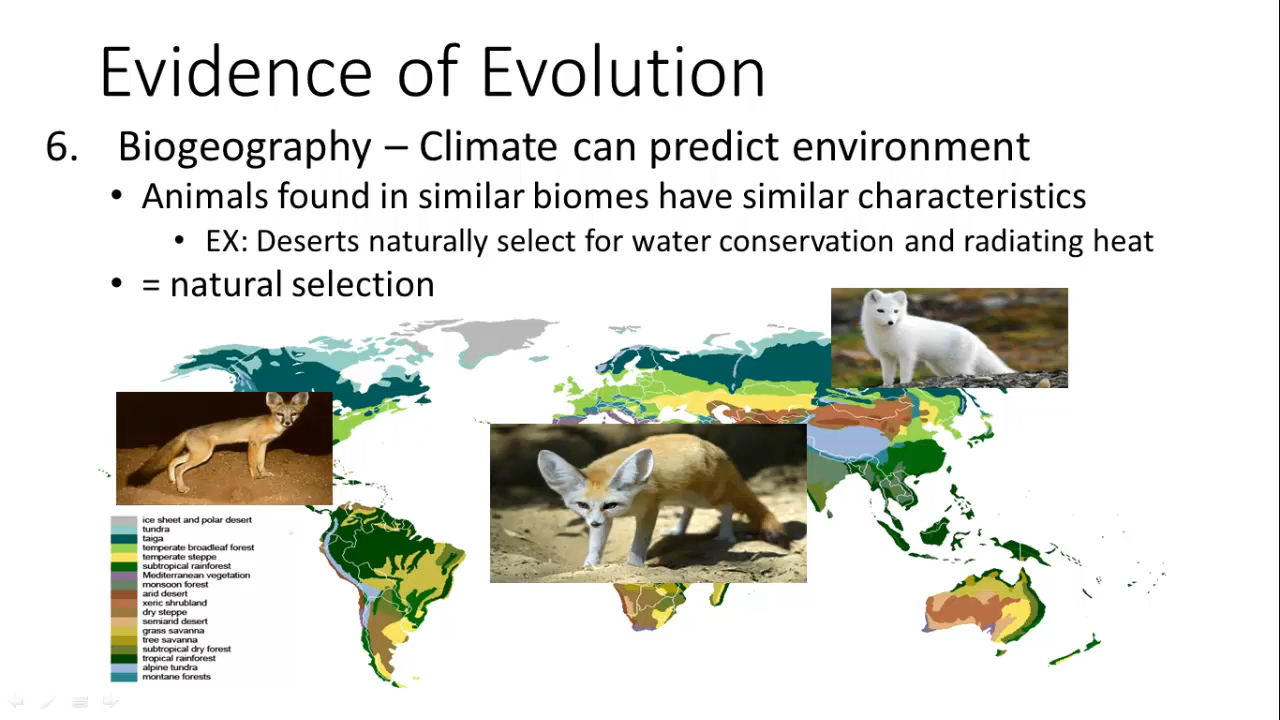 Evidence of Evolution
6. Biogeography – Climate can predict environment
• Animals found in similar biomes have similar characteristics
• EX: Deserts naturally select for water conservation and radiating heat
• = natural selection
ice sheet and polar desert
tundra
taiga
temperate broadleaf forest
temperate steppe
subtropical rainforest
Mediterranean vegetation
monsoon forest
arid desert
xeric shrubland
dry steppe
semiarid desert
grass savanna
tree savanna
subtropical dry forest
tropical rainforest
alpine tundra
montane forests